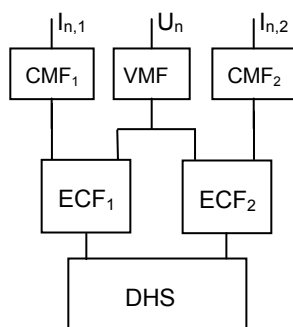 Iₙ,₁ Uₙ Iₙ,₂
CMF₁ VMF CMF₂
ECF₁ ECF₂
DHS